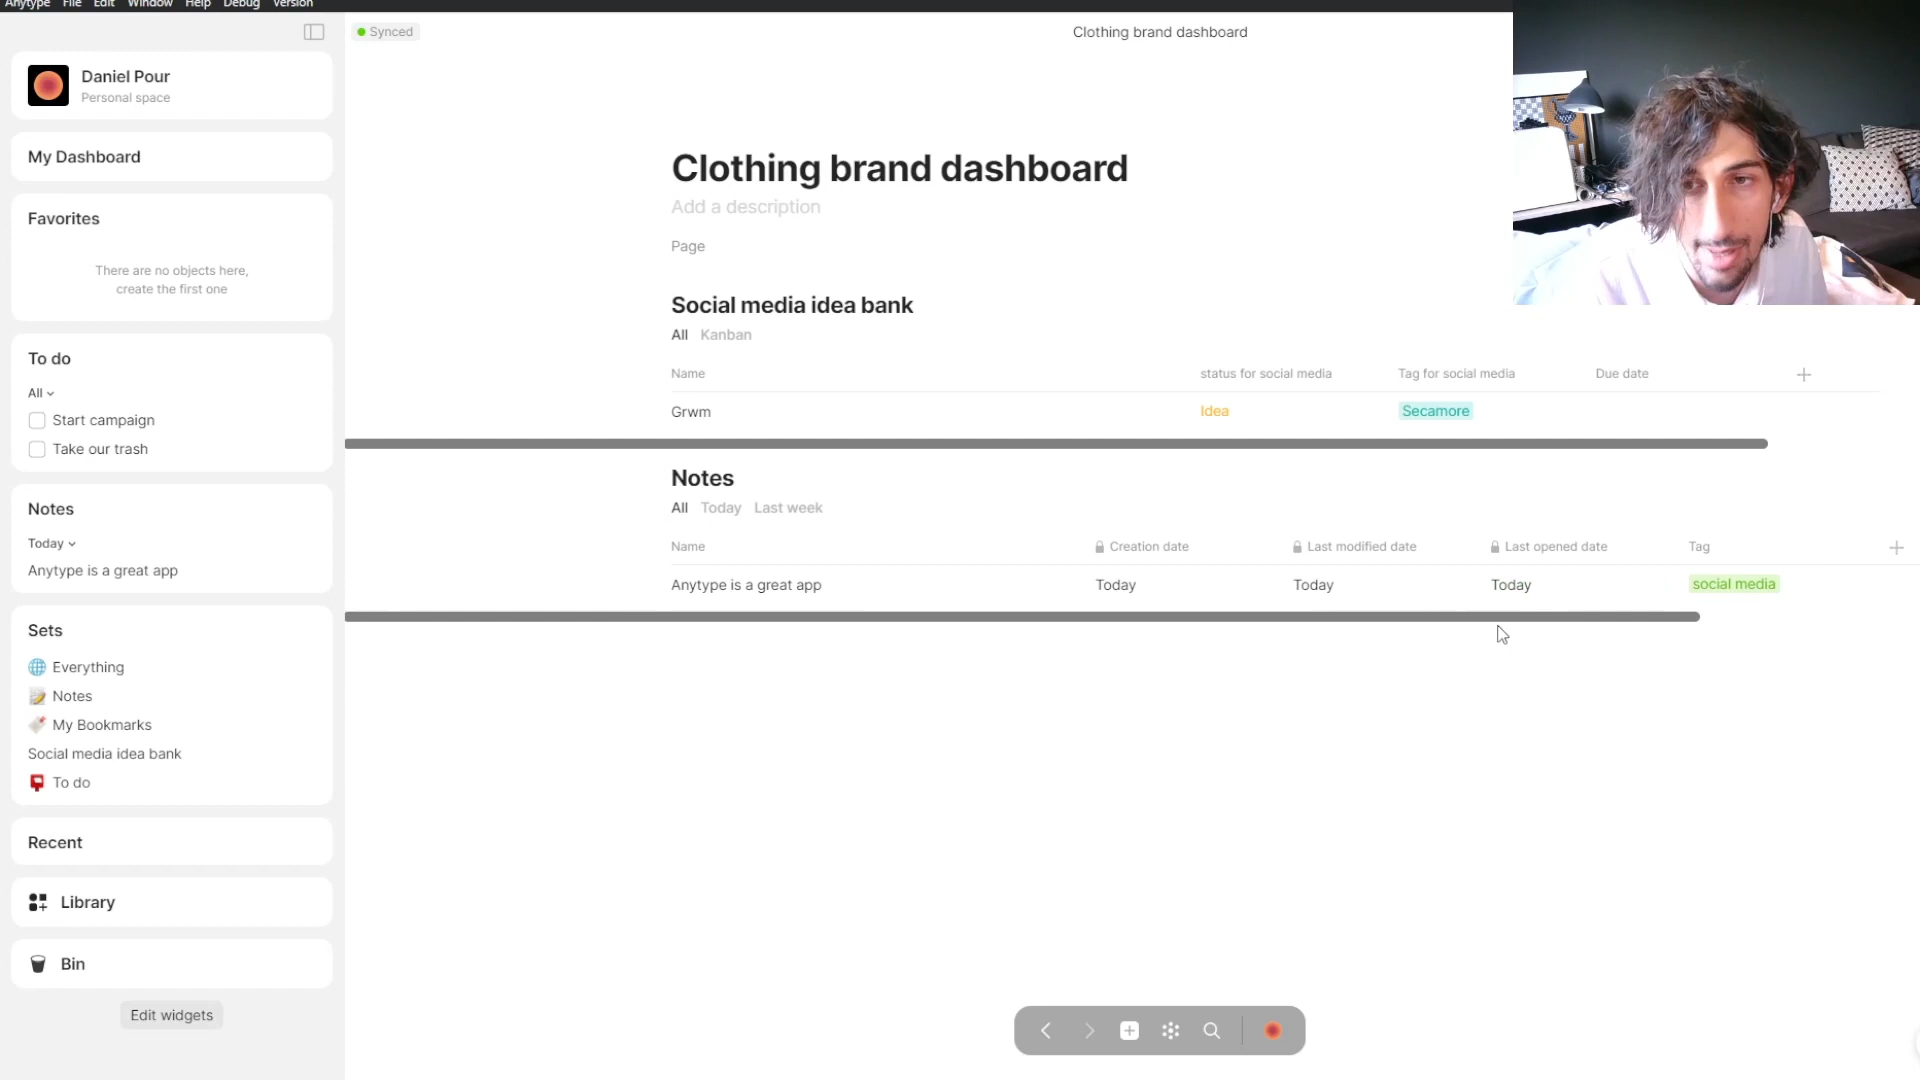 Anytype File Edit Window Help Debug Version
Synced
Clothing brand dashboard
Daniel Pour
Personal space
My Dashboard
Favorites
There are no objects here,
create the first one
To do
All
Start campaign
Take our trash
Notes
Today
Anytype is a great app
Sets
Everything
Notes
My Bookmarks
Social media idea bank
To do
Recent
Library
Bin
Edit widgets
Clothing brand dashboard
Add a description
Page
Social media idea bank
All Kanban
Name status for social media Tag for social media Due date
Grwm Idea Secamore
Notes
All Today Last week
Name Creation date Last modified date Last opened date Tag
Anytype is a great app Today Today Today social media